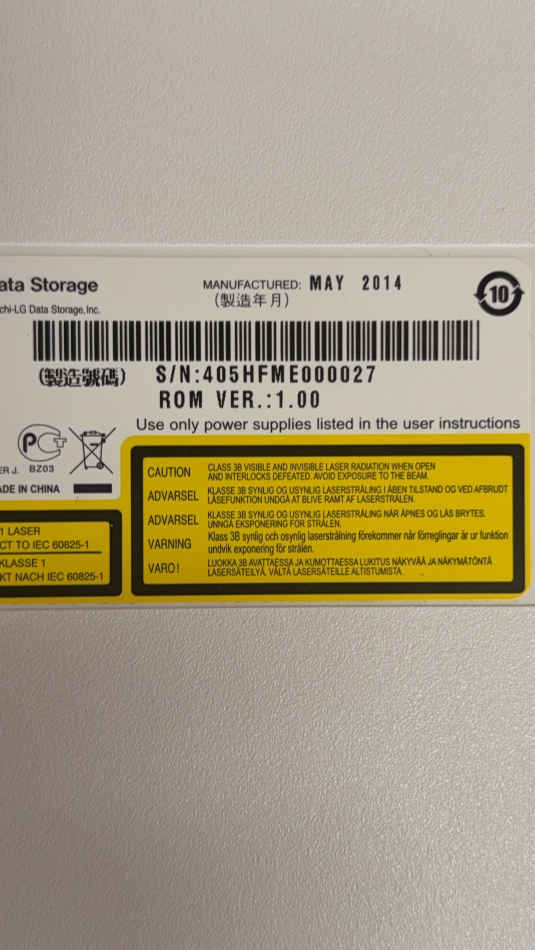 ata Storage
chi-LG Data Storage, Inc.
MANUFACTURED: MAY 2014
(製造年月)
10
(製造號碼) S/N:405HFME000027
ROM VER.:1.00
Use only power supplies listed in the user instructions
ER J. BZ03
ADE IN CHINA
1 LASER
CT TO IEC 60825-1
KLASSE 1
KT NACH IEC 60825-1
CAUTION CLASS 3B VISIBLE AND INVISIBLE LASER RADIATION WHEN OPEN
AND INTERLOCKS DEFEATED. AVOID EXPOSURE TO THE BEAM.
ADVARSEL KLASSE 3B SYNLIG OG USYNLIG LASERSTRÅLING I ÅBEN TILSTAND OG VED AFBRUDT
LÅSEFUNKTION UNDGÅ AT BLIVE RAMT AF LASERSTRÅLEN.
ADVARSEL KLASSE 3B SYNLIG OG USYNLIG LASERSTRÅLING NÅR ÅPNES OG LÅS BRYTES.
UNNGÅ EKSPONERING FOR STRÅLEN.
VARNING Klass 3B synlig och osynlig laserstrålning förekommer når förreglingar år ur funktion
undvik exponering för strålen.
VARO! LUOKKA 3B AVATTAESSA JA KUMOTTAESSA LUKITUS NÄKYVÄÄ JA NÄKYMÄTÖNTÄ
LASERSÄTEILYÄ, VÄLTÄ LASERSÄTEILLE ALTISTUMISTA.